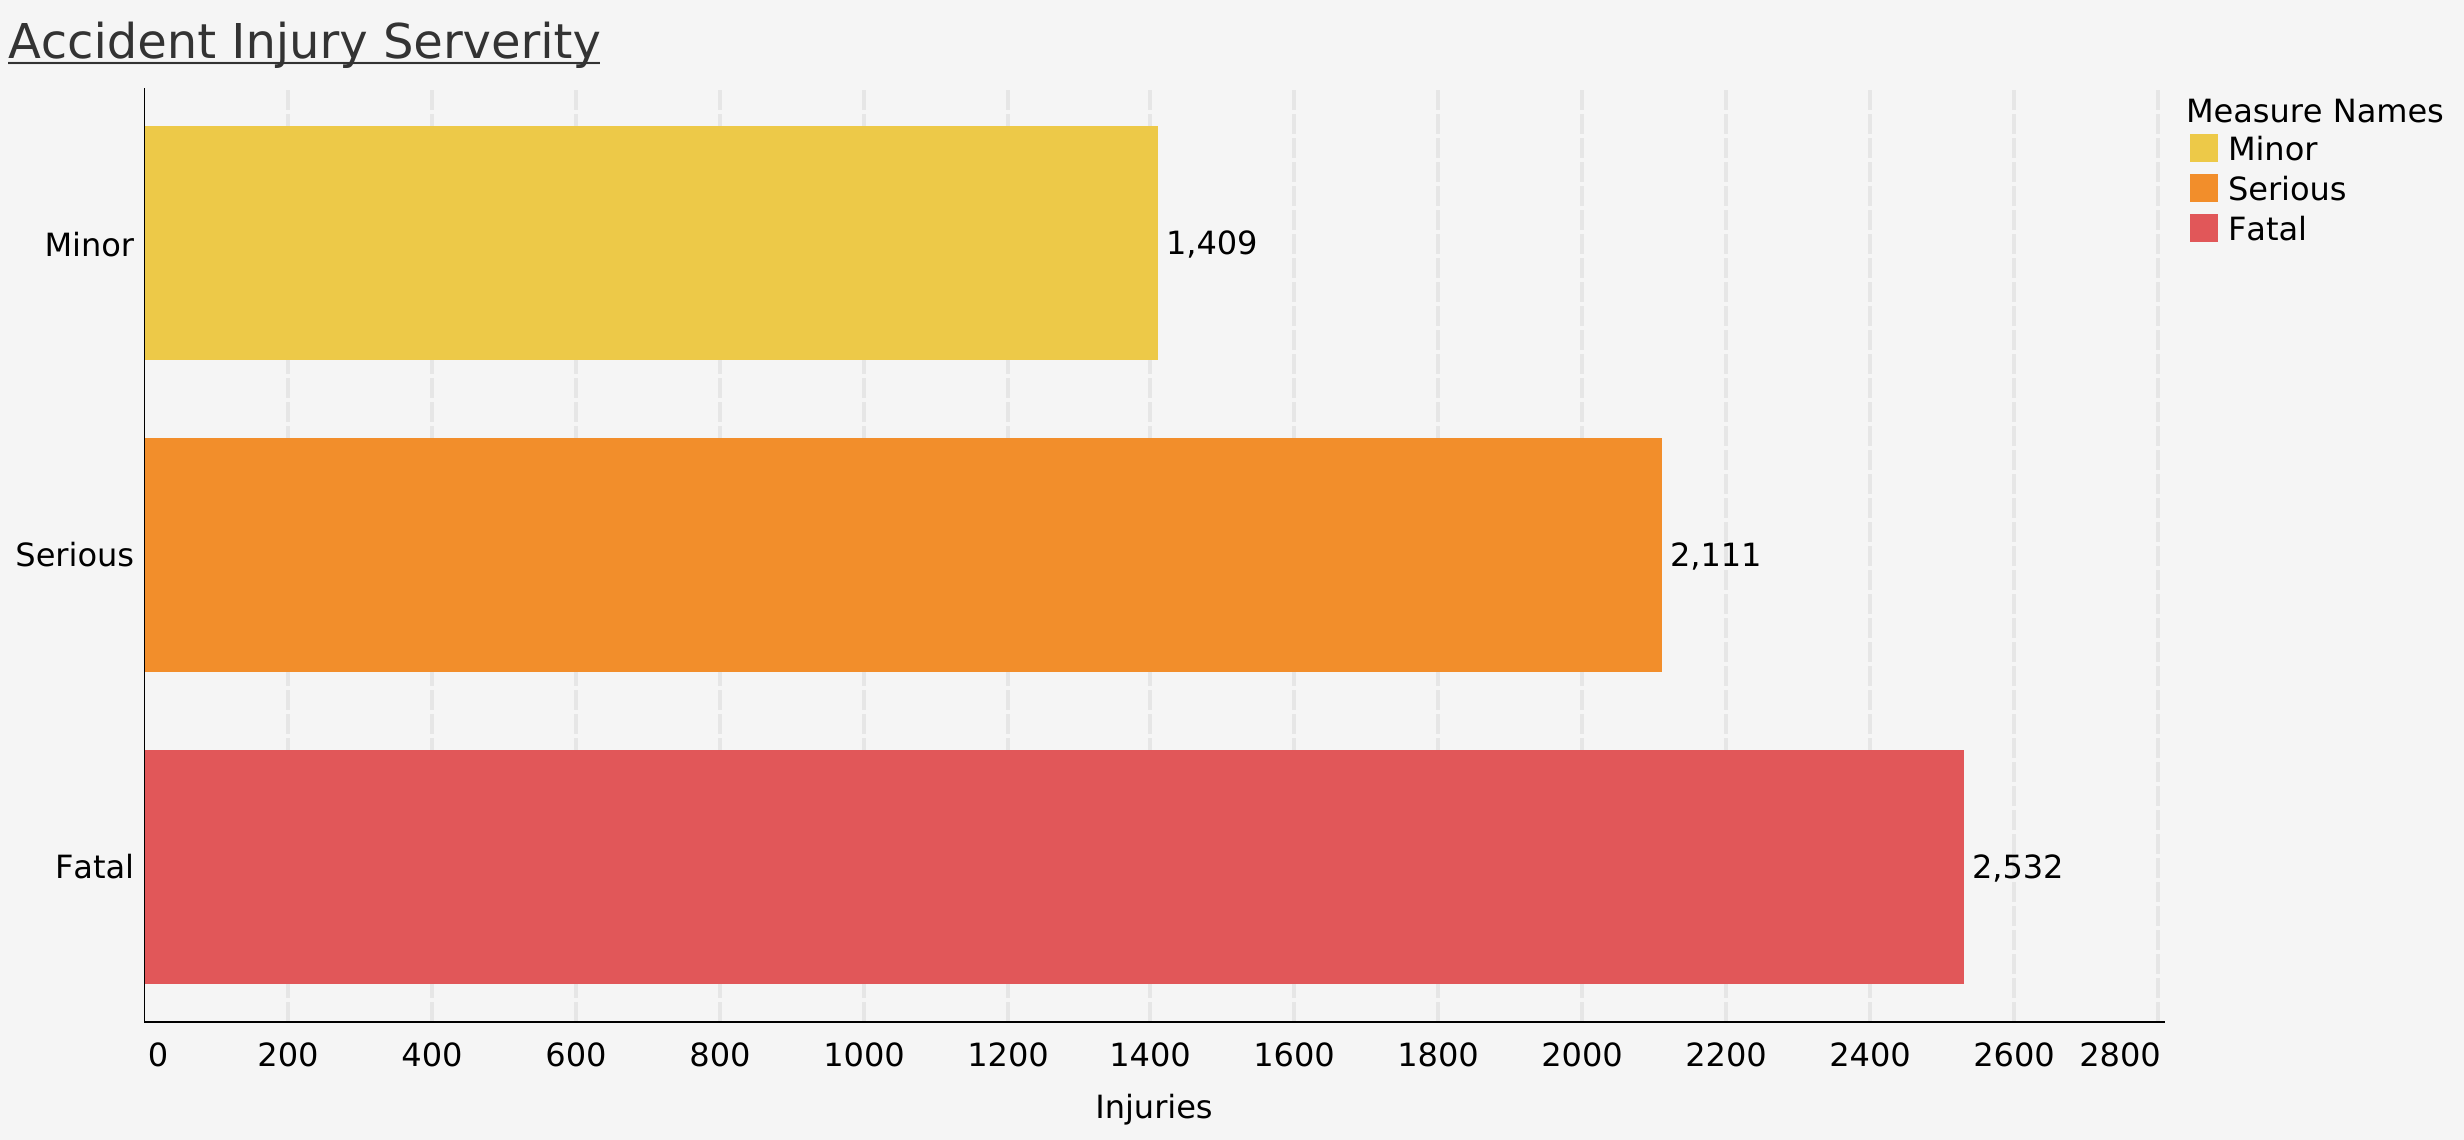 Accident Injury Serverity
Measure Names
Minor
Serious
Fatal
Minor
1,409
Serious
2,111
Fatal
2,532
0 200 400 600 800 1000 1200 1400 1600 1800 2000 2200 2400 2600 2800
Injuries